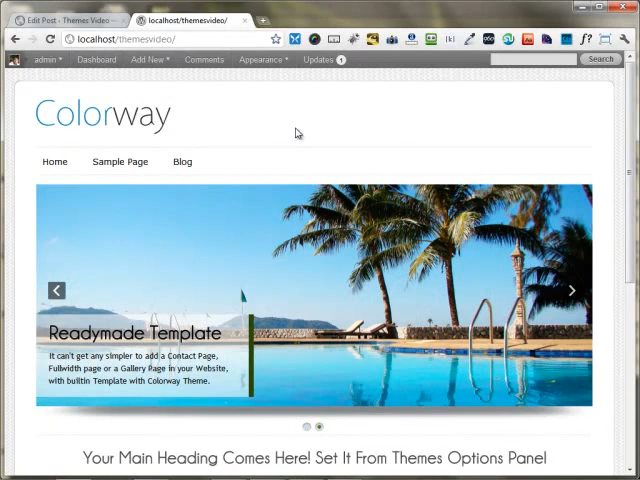 Edit Post - Themes Video —
localhost/themesvideo/
localhost/themesvideo/
admin
Dashboard
Add New
Comments
Appearance
Updates 1
Search
Colorway
Home
Sample Page
Blog
Readymade Template
It can't get any simpler to add a Contact Page,
Fullwidth page or a Gallery Page in your Website,
with builtin Template with Colorway Theme.
Your Main Heading Comes Here! Set It From Themes Options Panel